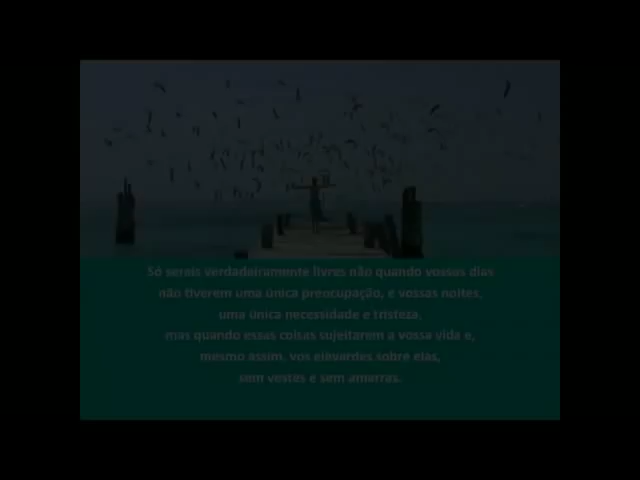 Só sereis verdadeiramente livres não quando vossos dias
não tiverem uma única preocupação, e vossas noites,
uma única necessidade e tristeza,
mas quando essas coisas sujeitarem a vossa vida e,
mesmo assim, vos elevardes sobre elas,
sem vestes e sem amarras.